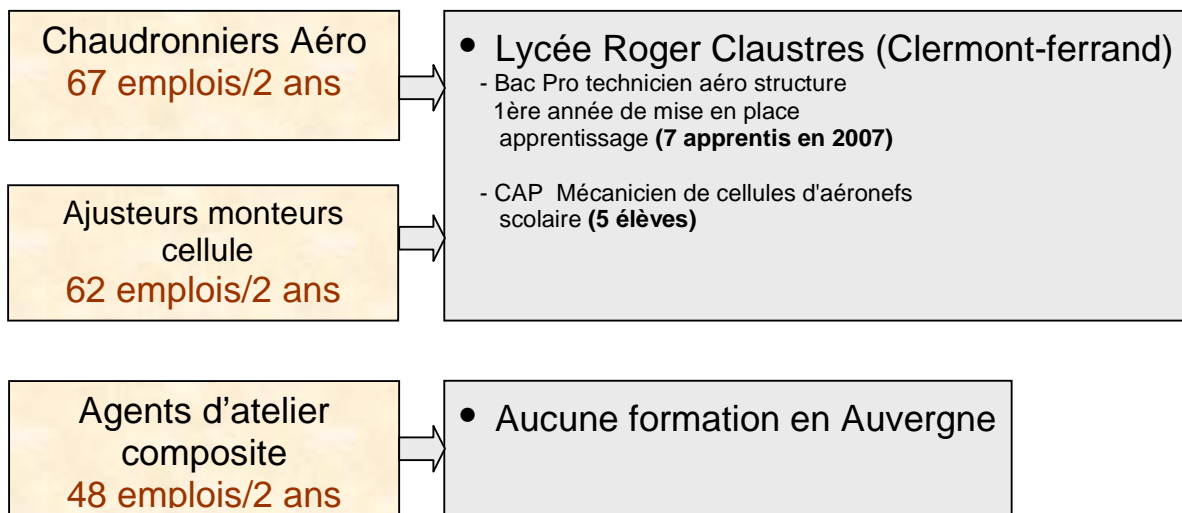 Chaudronniers Aéro
67 emplois/2 ans
• Lycée Roger Claustres (Clermont-ferrand)
- Bac Pro technicien aéro structure
1ère année de mise en place
apprentissage (7 apprentis en 2007)
- CAP Mécanicien de cellules d'aéronefs
scolaire (5 élèves)
Ajusteurs monteurs
cellule
62 emplois/2 ans
Agents d’atelier
composite
48 emplois/2 ans
• Aucune formation en Auvergne